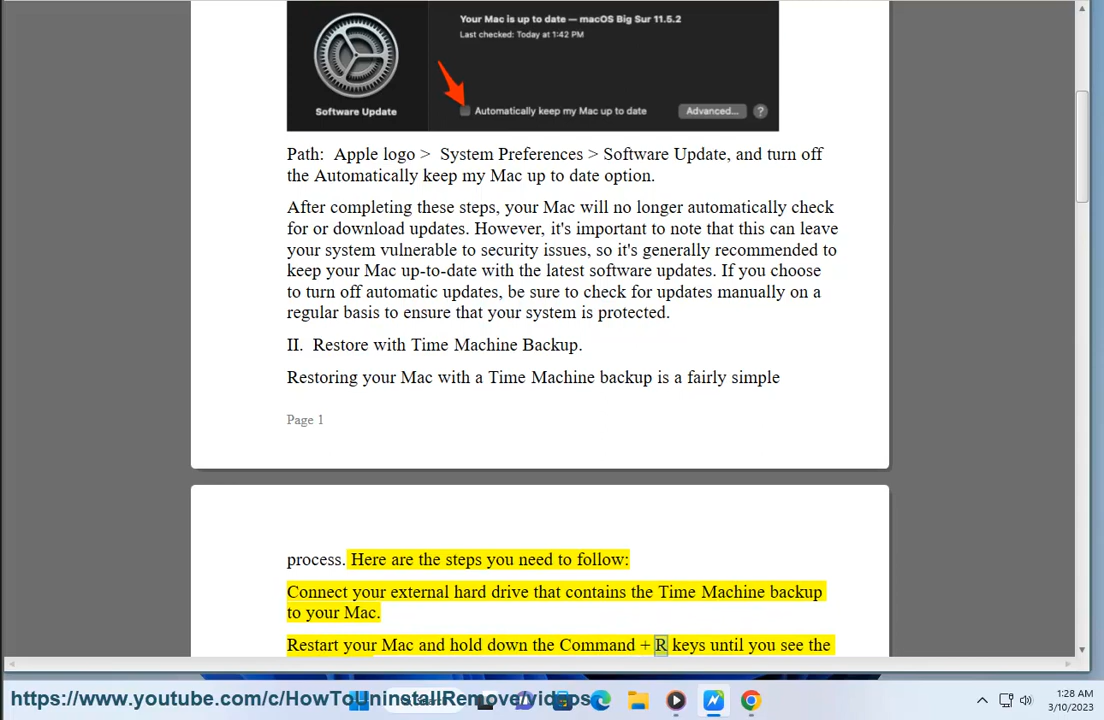 Your Mac is up to date — macOS Big Sur 11.5.2
Last checked: Today at 1:42 PM
Software Update
Automatically keep my Mac up to date
Advanced...
?
Path:  Apple logo >  System Preferences > Software Update, and turn off
the Automatically keep my Mac up to date option.
After completing these steps, your Mac will no longer automatically check
for or download updates. However, it's important to note that this can leave
your system vulnerable to security issues, so it's generally recommended to
keep your Mac up-to-date with the latest software updates. If you choose
to turn off automatic updates, be sure to check for updates manually on a
regular basis to ensure that your system is protected.
II.  Restore with Time Machine Backup.
Restoring your Mac with a Time Machine backup is a fairly simple
Page 1
process. Here are the steps you need to follow:
Connect your external hard drive that contains the Time Machine backup
to your Mac.
Restart your Mac and hold down the Command + R keys until you see the
https://www.youtube.com/c/HowToUninstallRemove/videos
1:28 AM
3/10/2023